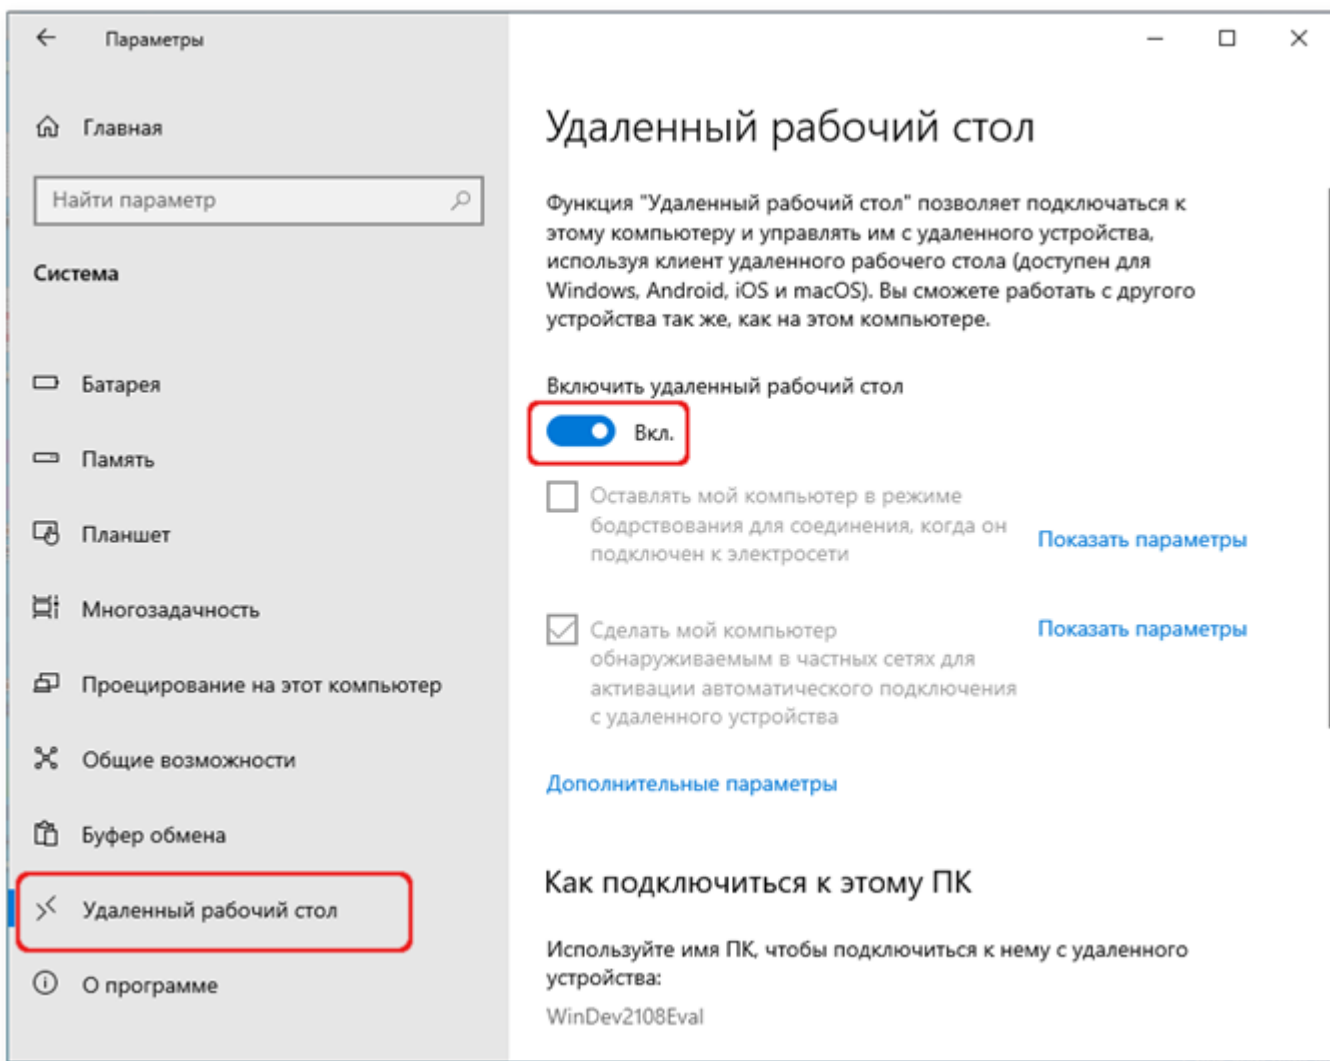 Параметры
Главная
Найти параметр
Система
Батарея
Память
Планшет
Многозадачность
Проецирование на этот компьютер
Общие возможности
Буфер обмена
Удаленный рабочий стол
О программе
Удаленный рабочий стол
Функция "Удаленный рабочий стол" позволяет подключаться к
этому компьютеру и управлять им с удаленного устройства,
используя клиент удаленного рабочего стола (доступен для
Windows, Android, iOS и macOS). Вы сможете работать с другого
устройства так же, как на этом компьютере.
Включить удаленный рабочий стол
Вкл.
Оставлять мой компьютер в режиме
бодрствования для соединения, когда он
подключен к электросети
Показать параметры
Сделать мой компьютер
обнаруживаемым в частных сетях для
активации автоматического подключения
с удаленного устройства
Показать параметры
Дополнительные параметры
Как подключиться к этому ПК
Используйте имя ПК, чтобы подключиться к нему с удаленного
устройства:
WinDev2108Eval